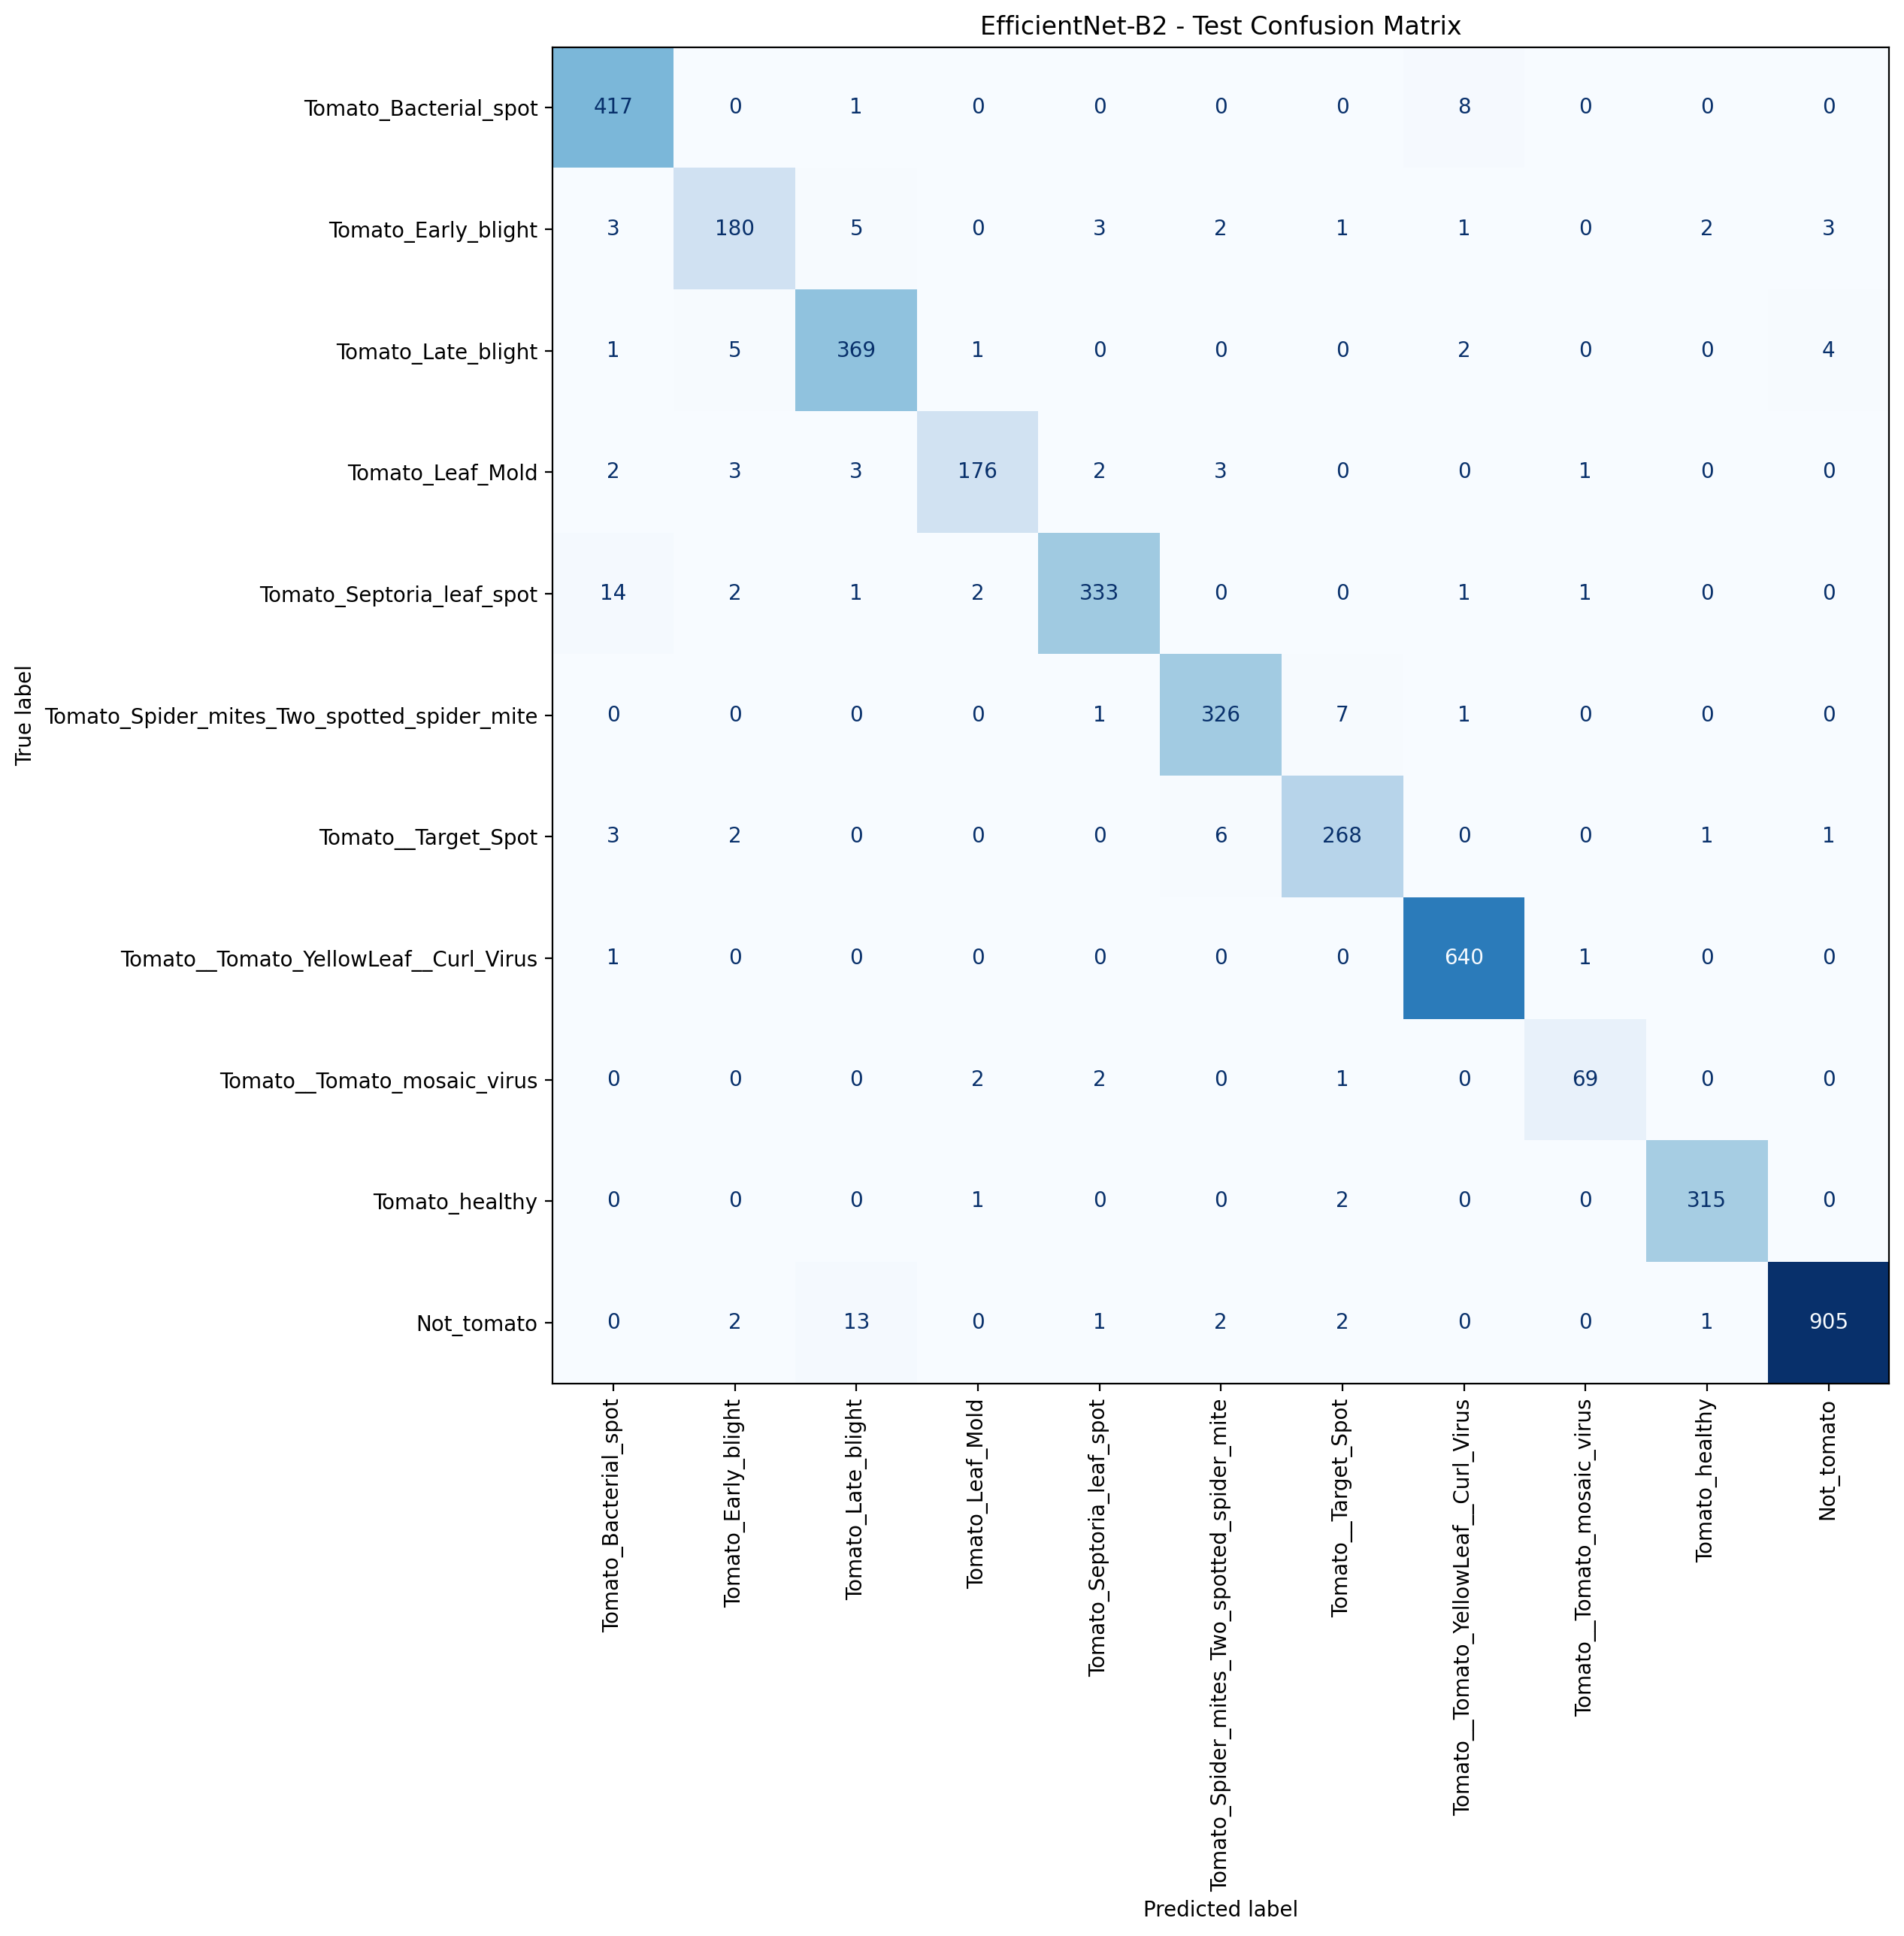 EfficientNet-B2 - Test Confusion Matrix
True label
Tomato_Bacterial_spot 417 0 1 0 0 0 0 8 0 0 0
Tomato_Early_blight 3 180 5 0 3 2 1 1 0 2 3
Tomato_Late_blight 1 5 369 1 0 0 0 2 0 0 4
Tomato_Leaf_Mold 2 3 3 176 2 3 0 0 1 0 0
Tomato_Septoria_leaf_spot 14 2 1 2 333 0 0 1 1 0 0
Tomato_Spider_mites_Two_spotted_spider_mite 0 0 0 0 1 326 7 1 0 0 0
Tomato__Target_Spot 3 2 0 0 0 6 268 0 0 1 1
Tomato__Tomato_YellowLeaf__Curl_Virus 1 0 0 0 0 0 0 640 1 0 0
Tomato__Tomato_mosaic_virus 0 0 0 2 2 0 1 0 69 0 0
Tomato_healthy 0 0 0 1 0 0 2 0 0 315 0
Not_tomato 0 2 13 0 1 2 2 0 0 1 905
Tomato_Bacterial_spot
Tomato_Early_blight
Tomato_Late_blight
Tomato_Leaf_Mold
Tomato_Septoria_leaf_spot
Tomato_Spider_mites_Two_spotted_spider_mite
Tomato__Target_Spot
Tomato__Tomato_YellowLeaf__Curl_Virus
Tomato__Tomato_mosaic_virus
Tomato_healthy
Not_tomato
Predicted label